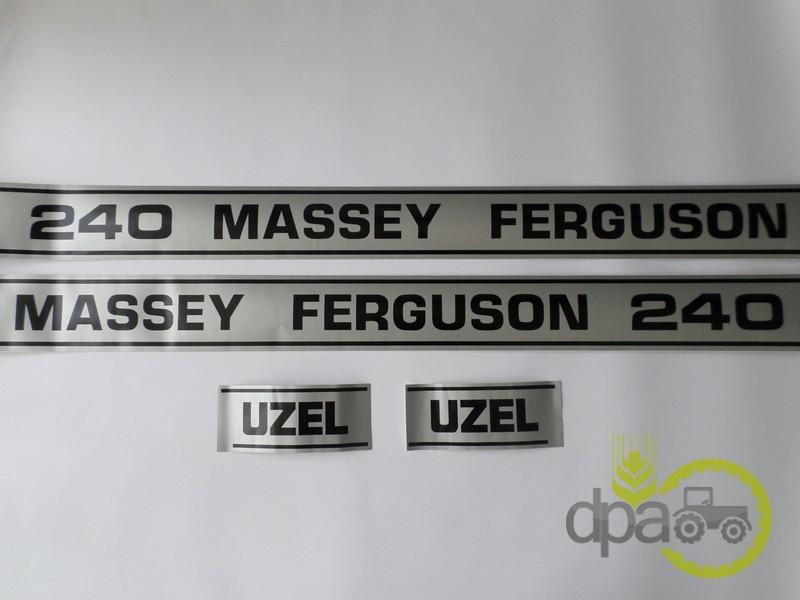 240 MASSEY FERGUSON
MASSEY FERGUSON 240
UZEL UZEL
dpa